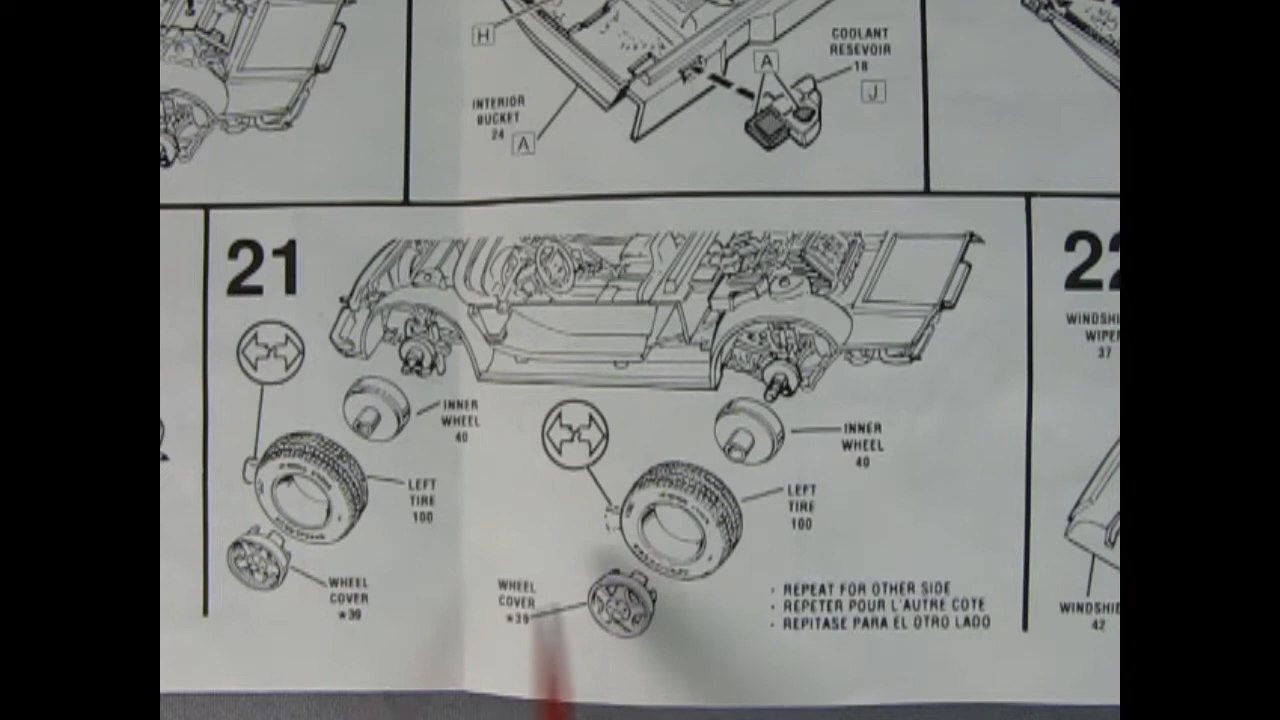 H
INTERIOR
BUCKET
24
A
A
COOLANT
RESEVOIR
18
J
21
INNER
WHEEL
40
LEFT
TIRE
100
WHEEL
COVER
★39
INNER
WHEEL
40
LEFT
TIRE
100
WHEEL
COVER
★39
• REPEAT FOR OTHER SIDE
• REPETER POUR L'AUTRE COTE
• REPITASE PARA EL OTRO LADO
22
WINDSHI
WIPE
37
WINDSHIE
42